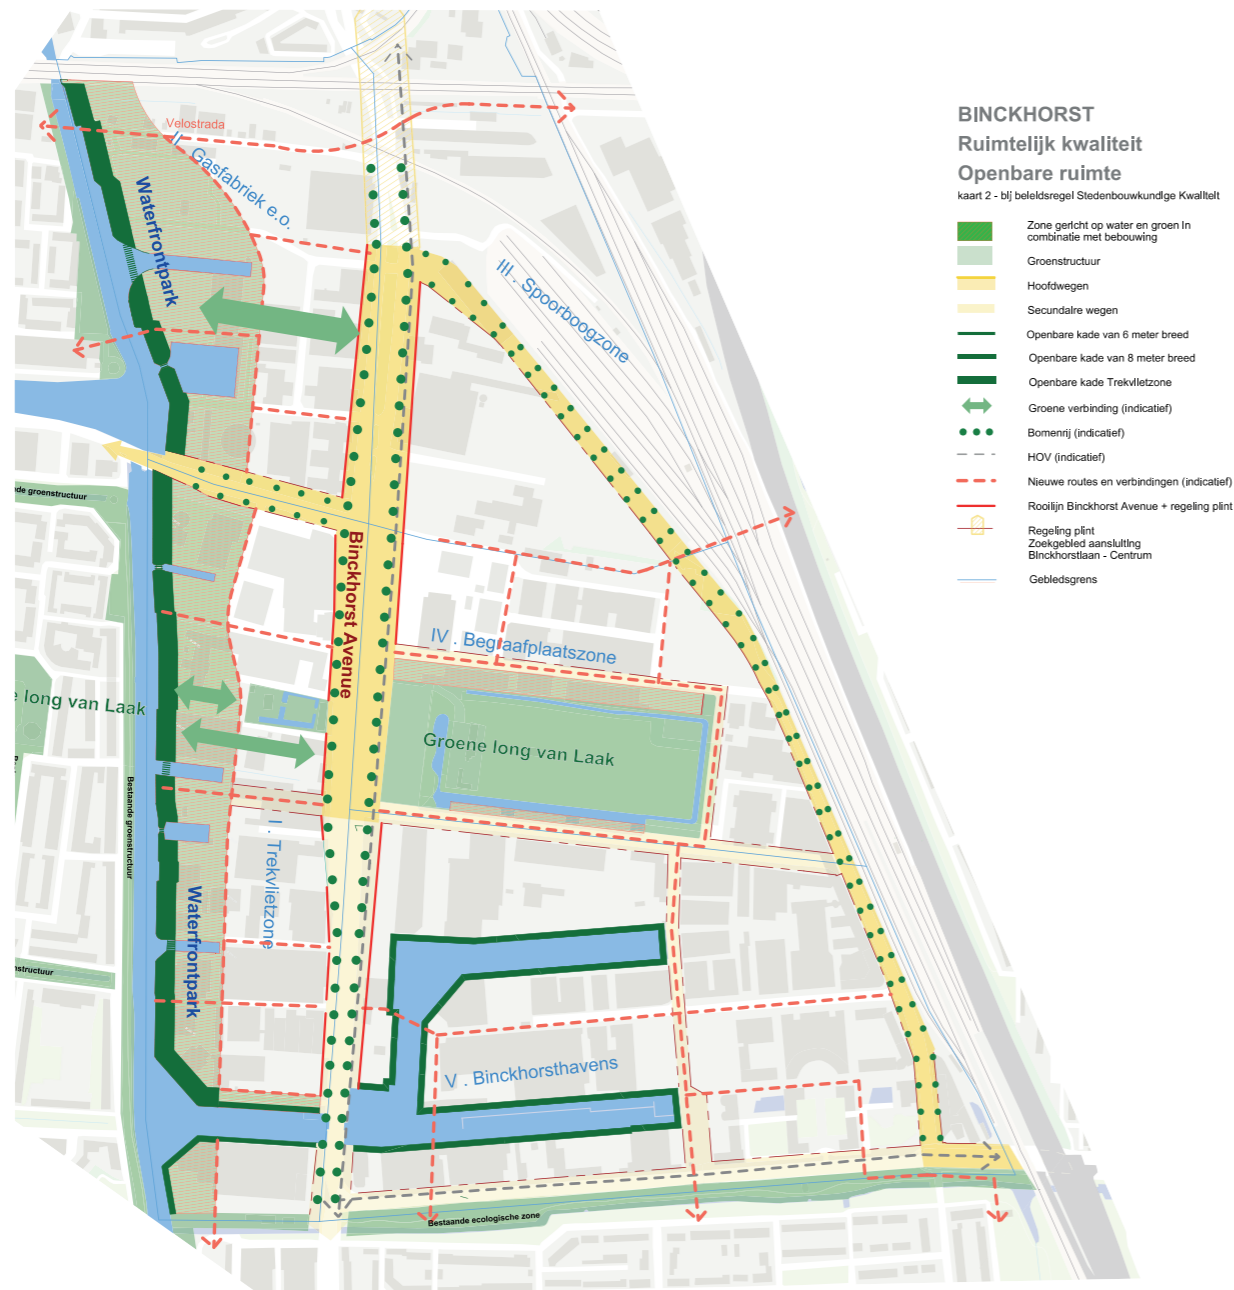 BINCKHORST
Ruimtelijk kwaliteit
Openbare ruimte
kaart 2 - bij beleidsregel Stedenbouwkundige Kwaliteit
Zone gericht op water en groen in
combinatie met bebouwing
Groenstructuur
Hoofdwegen
Secundaire wegen
Openbare kade van 6 meter breed
Openbare kade van 8 meter breed
Openbare kade Trekvlietzone
Groene verbinding (indicatief)
Bomenrij (indicatief)
HOV (indicatief)
Nieuwe routes en verbindingen (indicatief)
Rooilijn Binckhorst Avenue + regeling plint
Regeling plint
Zoekgebied aansluiting
Binckhorstlaan - Centrum
Gebiedsgrens
Velostrada
II. Gasfabriek e.o.
Waterfrontpark
III . Spoorboogzone
de groenstructuur
Binckhorst Avenue
IV . Begraafplaatszone
e long van Laak
Groene long van Laak
Bestaande groenstructuur
I . Trekvlietzone
Waterfrontpark
nstructuur
V . Binckhorsthavens
Bestaande ecologische zone